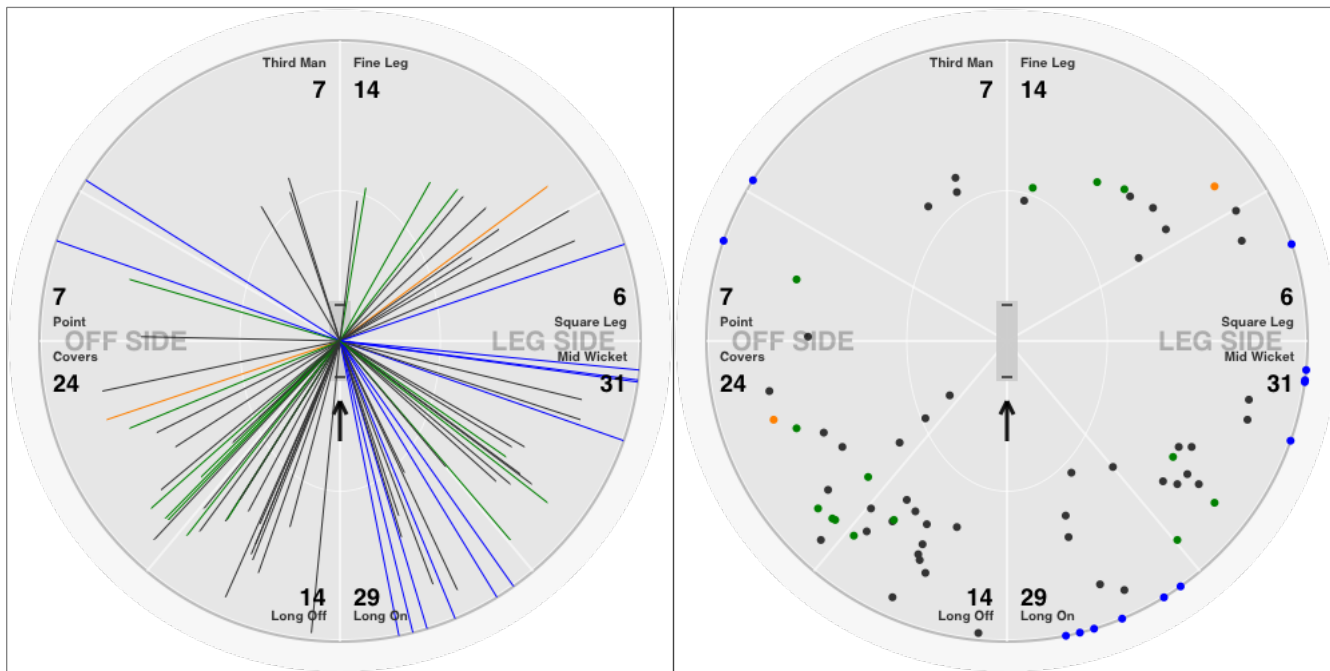 Third Man Fine Leg
7 14
7 6
Point Square Leg
OFF SIDE LEG SIDE
Covers Mid Wicket
24 31
14 29
Long Off Long On
Third Man Fine Leg
7 14
7 6
Point Square Leg
OFF SIDE LEG SIDE
Covers Mid Wicket
24 31
14 29
Long Off Long On